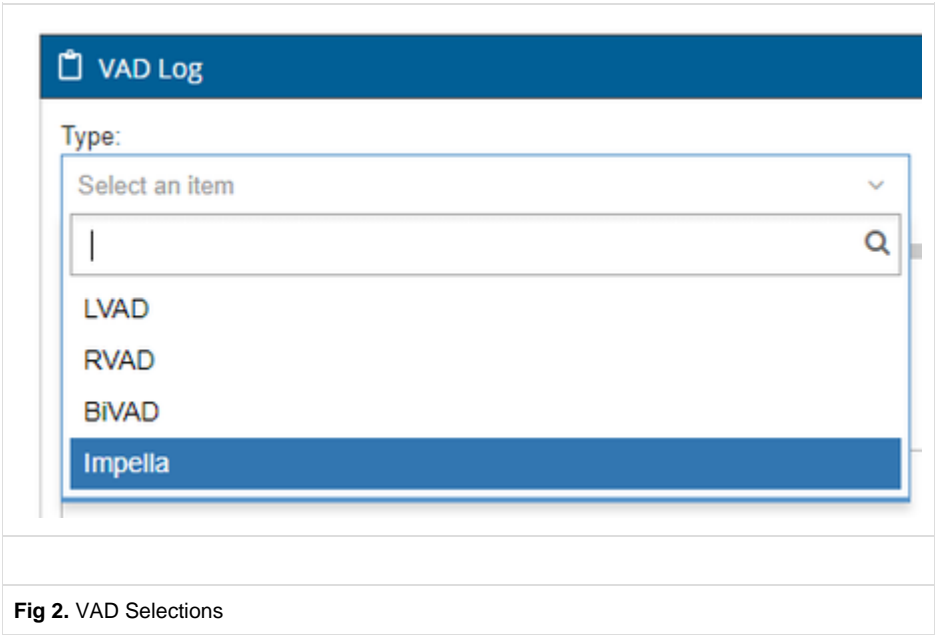 VAD Log
Type:
Select an item
LVAD
RVAD
BiVAD
Impella
Fig 2. VAD Selections